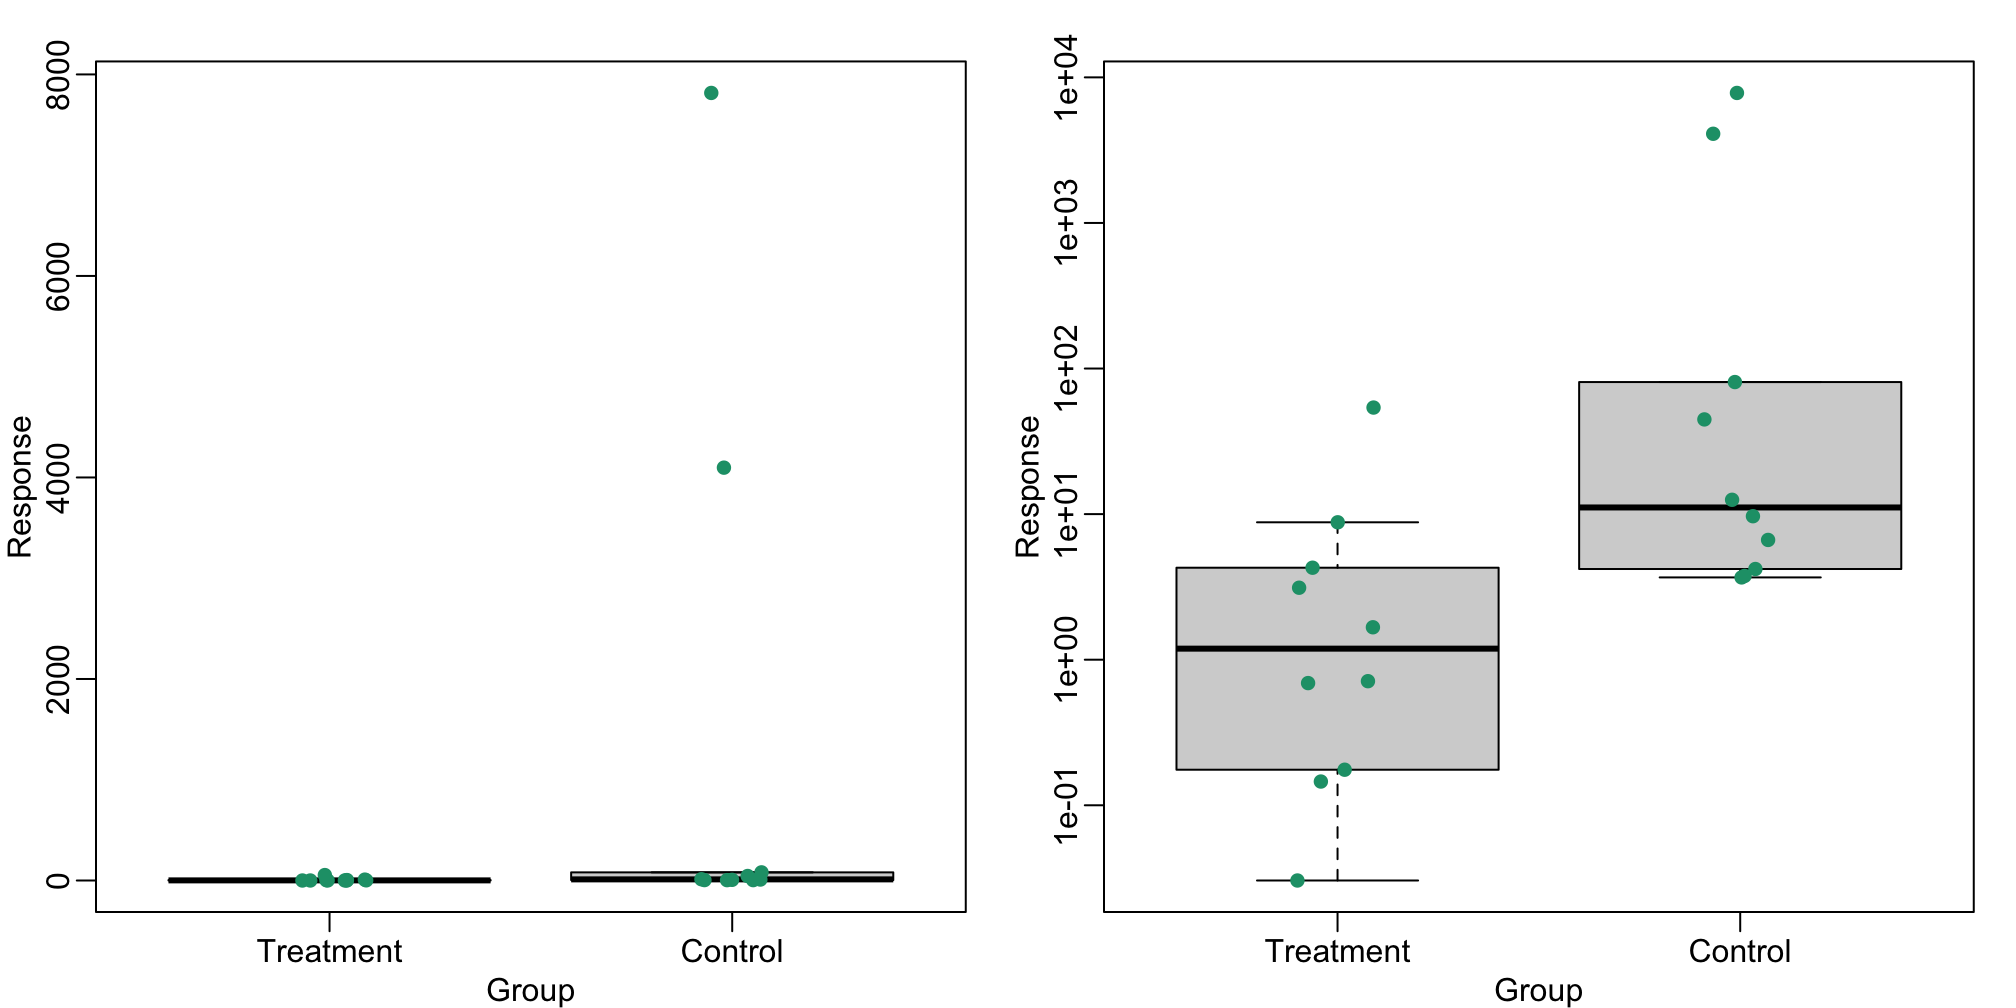 Response
8000
6000
4000
2000
0
Treatment
Control
Group
Response
1e+04
1e+03
1e+02
1e+01
1e+00
1e-01
Treatment
Control
Group